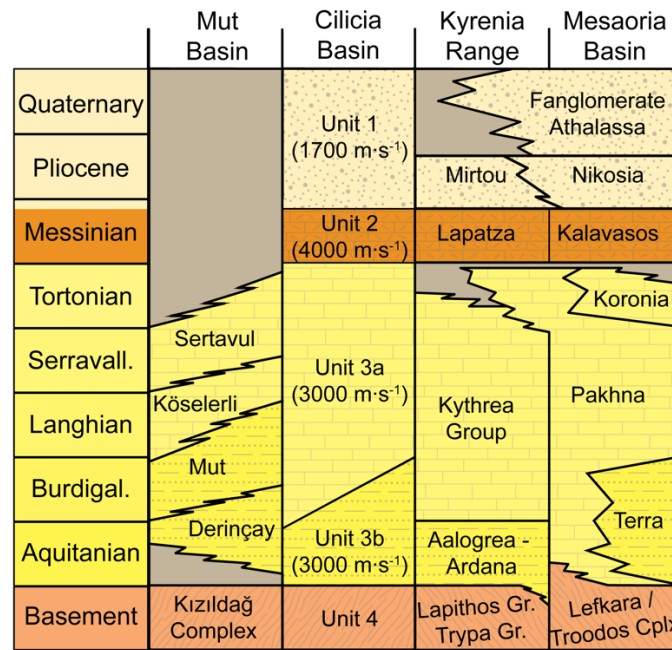 Mut
Basin
Cilicia
Basin
Kyrenia
Range
Mesaoria
Basin
Quaternary
Pliocene
Messinian
Tortonian
Serravall.
Langhian
Burdigal.
Aquitanian
Basement
Sertavul
Köselerli
Mut
Derinçay
Kızıldağ
Complex
Unit 1
(1700 m·s⁻¹)
Unit 2
(4000 m·s⁻¹)
Unit 3a
(3000 m·s⁻¹)
Unit 3b
(3000 m·s⁻¹)
Unit 4
Mirtou
Lapatza
Kythrea
Group
Aalogrea -
Ardana
Lapithos Gr.
Trypa Gr.
Fanglomerate
Athalassa
Nikosia
Kalavasos
Koronia
Pakhna
Terra
Lefkara /
Troodos Cplx